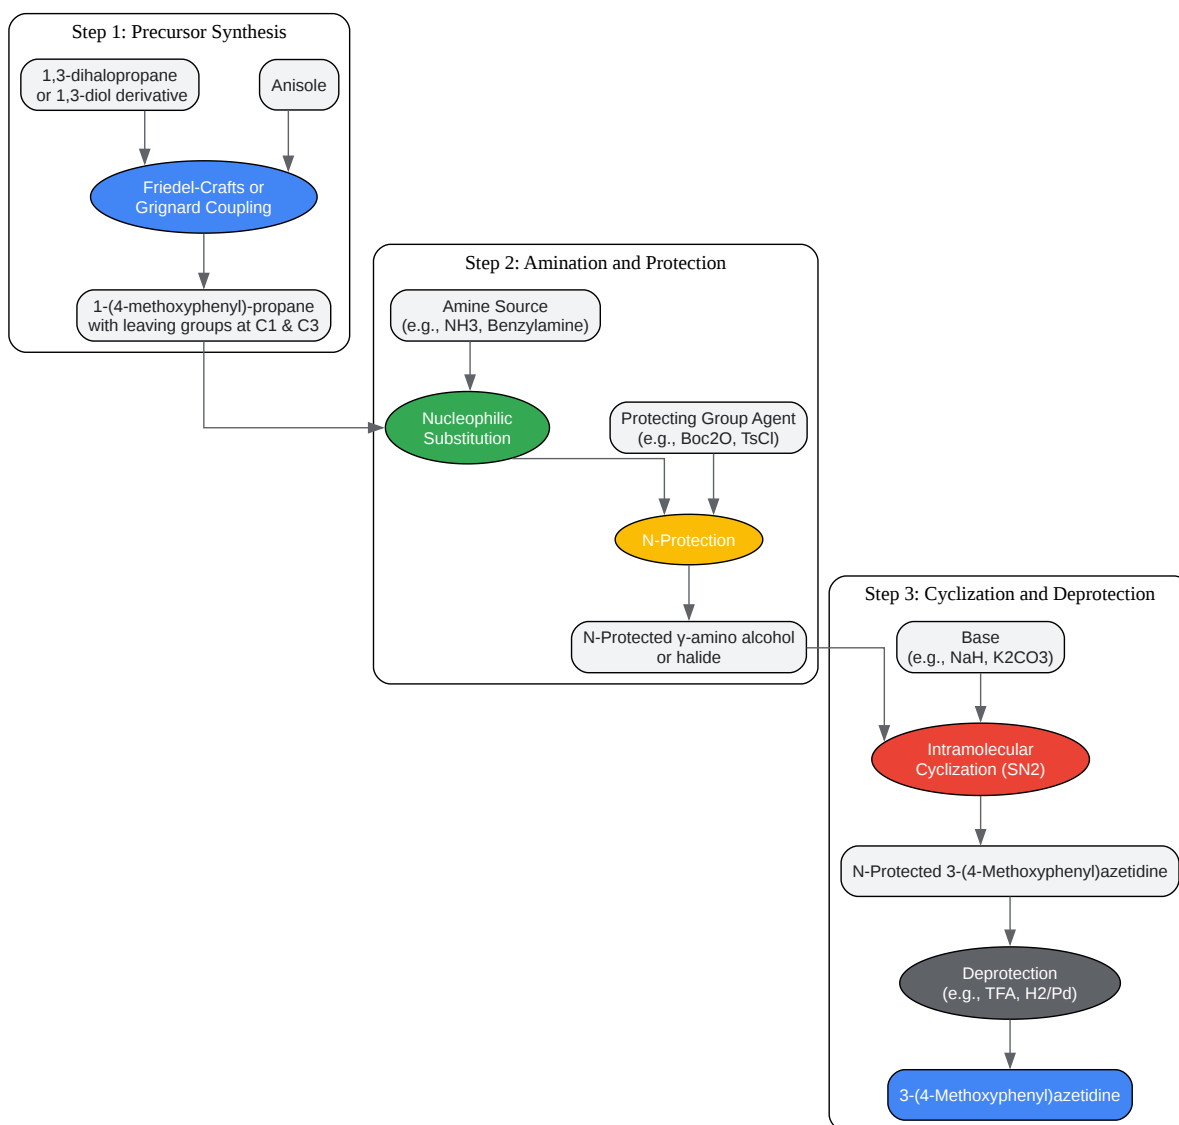 Step 1: Precursor Synthesis
1,3-dihalopropane
or 1,3-diol derivative
Anisole
Friedel-Crafts or
Grignard Coupling
1-(4-methoxyphenyl)-propane
with leaving groups at C1 & C3
Step 2: Amination and Protection
Amine Source
(e.g., NH3, Benzylamine)
Nucleophilic
Substitution
Protecting Group Agent
(e.g., Boc2O, TsCl)
N-Protection
N-Protected γ-amino alcohol
or halide
Step 3: Cyclization and Deprotection
Base
(e.g., NaH, K2CO3)
Intramolecular
Cyclization (SN2)
N-Protected 3-(4-Methoxyphenyl)azetidine
Deprotection
(e.g., TFA, H2/Pd)
3-(4-Methoxyphenyl)azetidine